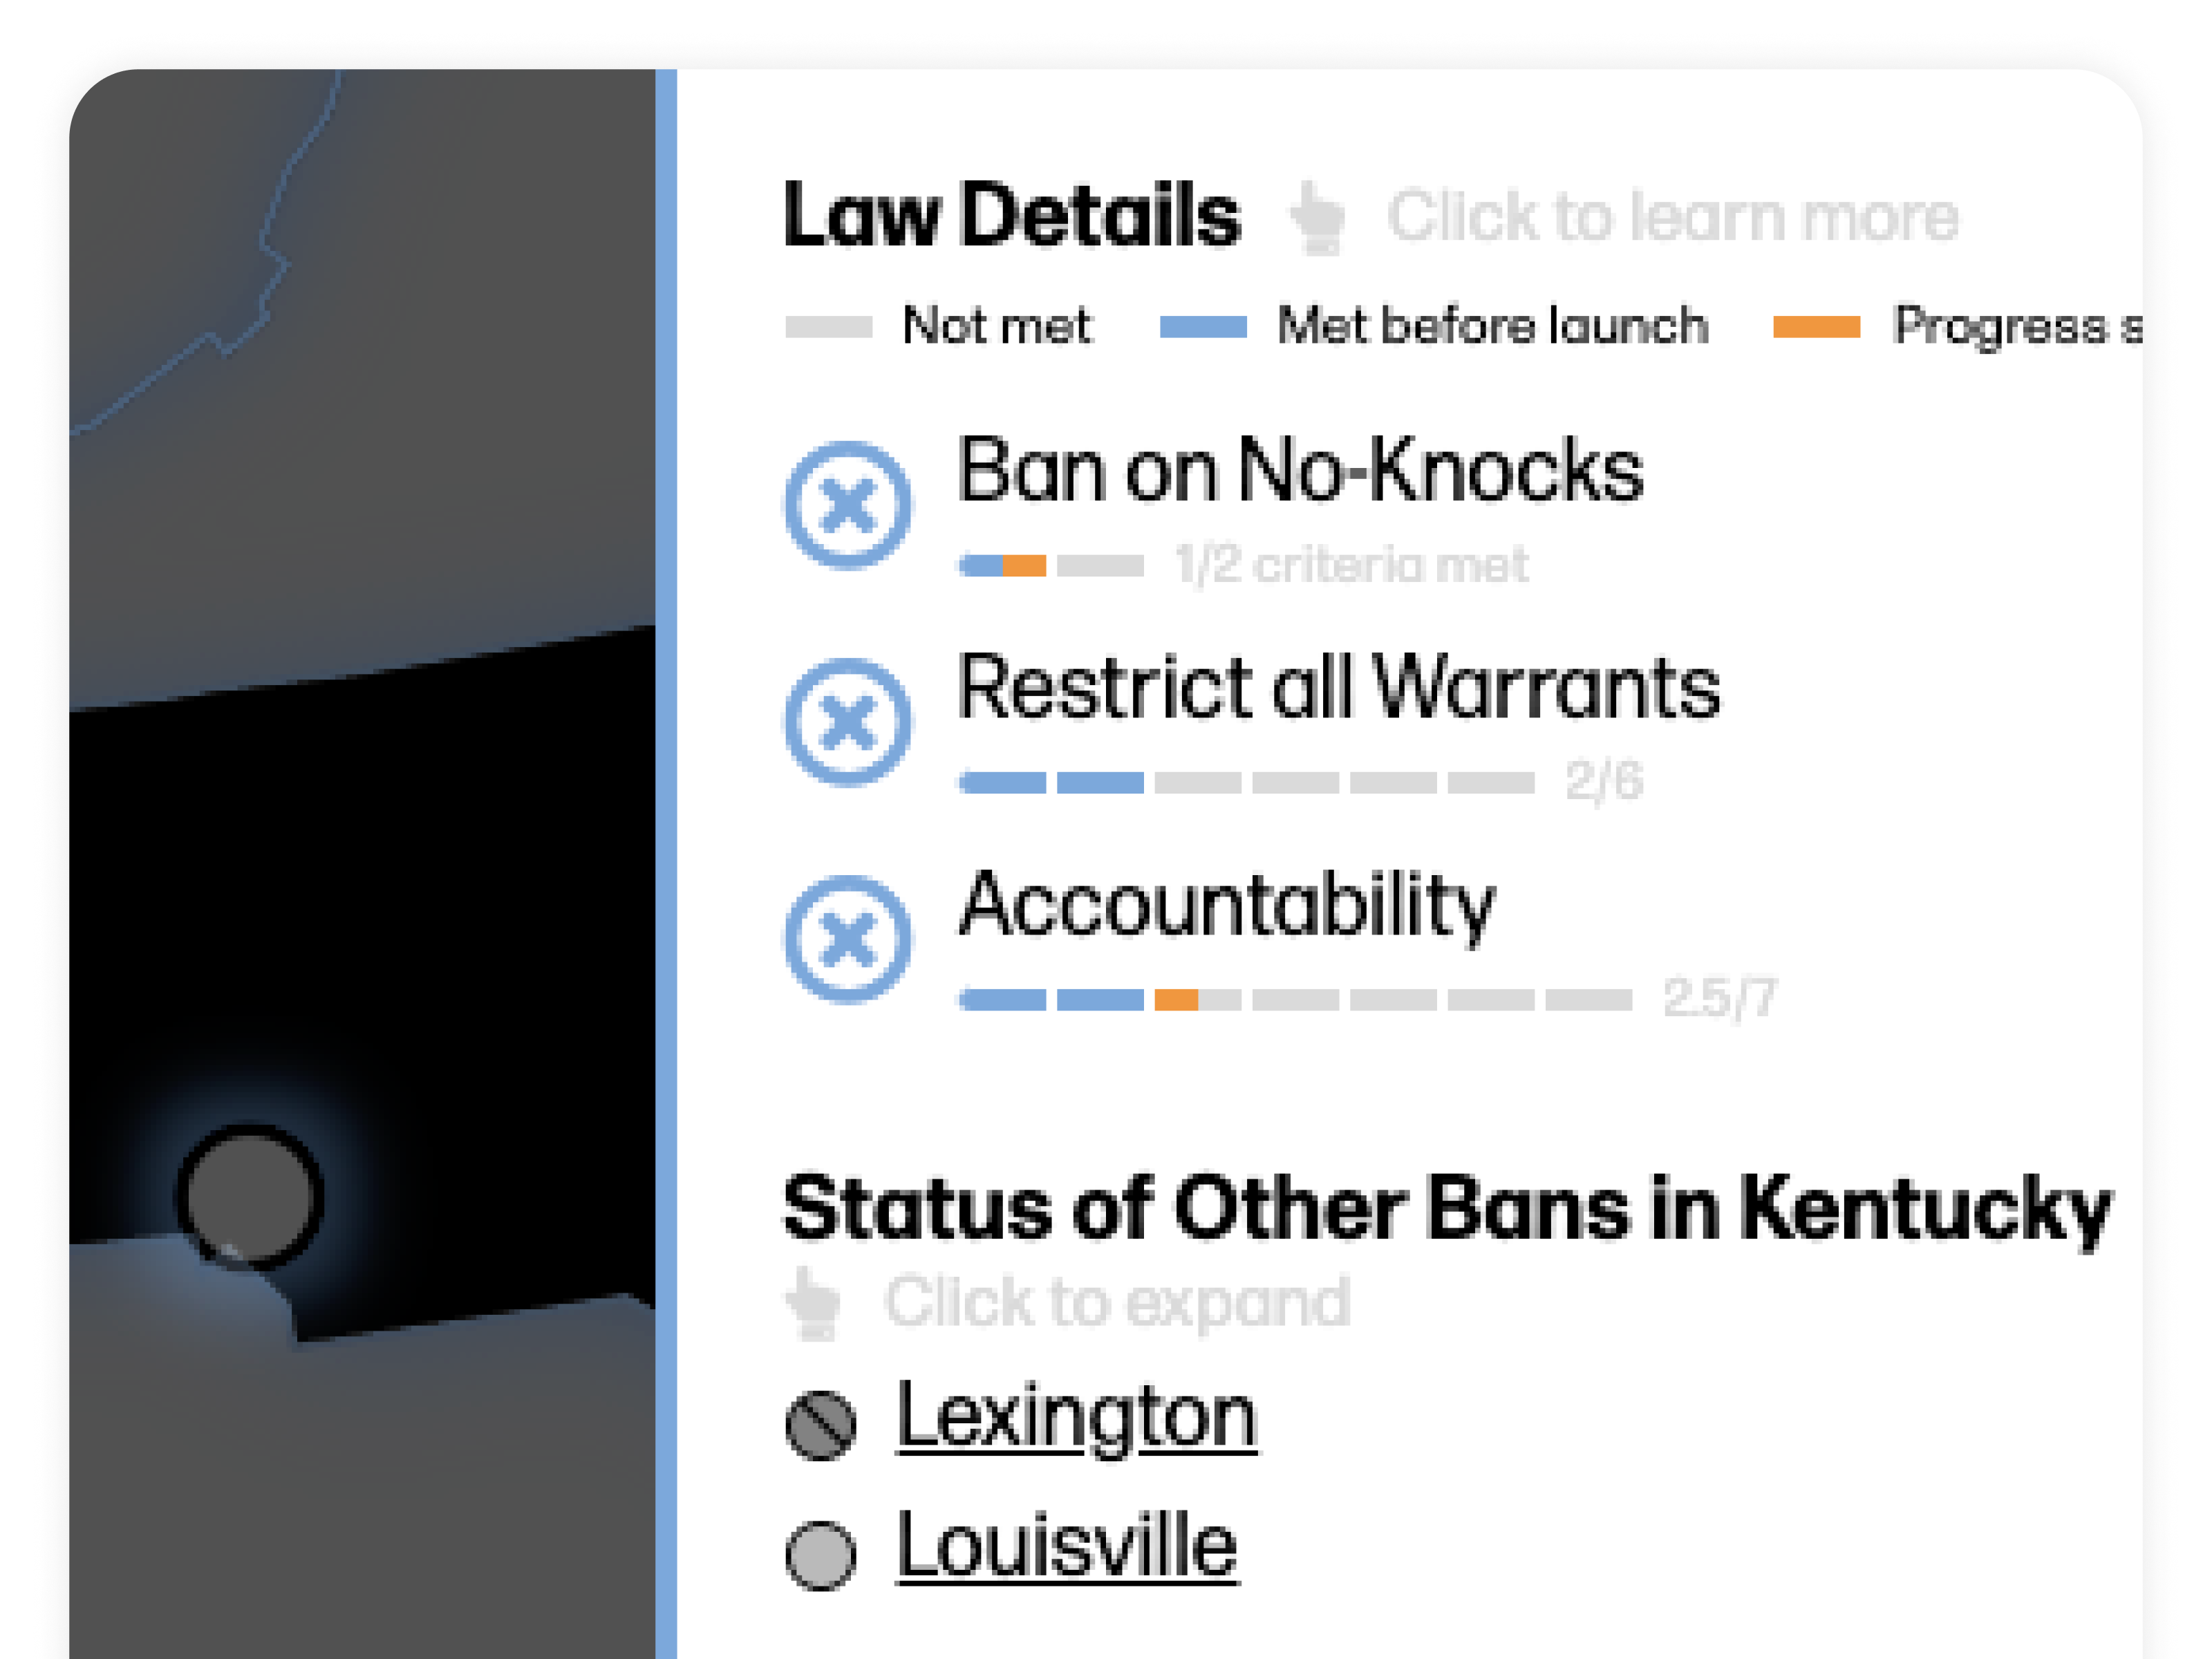 Law Details Click to learn more
Not met Met before launch Progress s
Ban on No-Knocks
1/2 criteria met
Restrict all Warrants
2/6
Accountability
2.5/7
Status of Other Bans in Kentucky
Click to expand
Lexington
Louisville